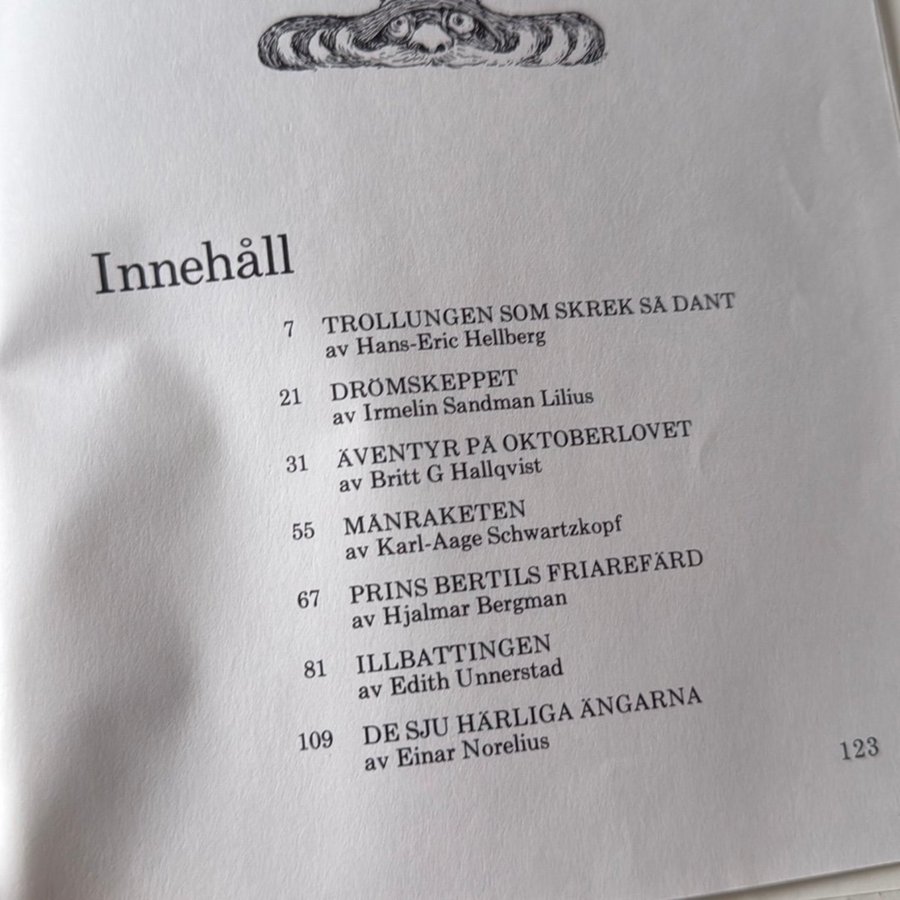 Innehåll
7 TROLLUNGEN SOM SKREK SÅ DANT
av Hans-Eric Hellberg
21 DRÖMSKEPPET
av Irmelin Sandman Lilius
31 ÄVENTYR PÅ OKTOBERLOVET
av Britt G Hallqvist
55 MÅNRAKETEN
av Karl-Aage Schwartzkopf
67 PRINS BERTILS FRIAREFÄRD
av Hjalmar Bergman
81 ILLBATTINGEN
av Edith Unnerstad
109 DE SJU HÄRLIGA ÄNGARNA
av Einar Norelius
123